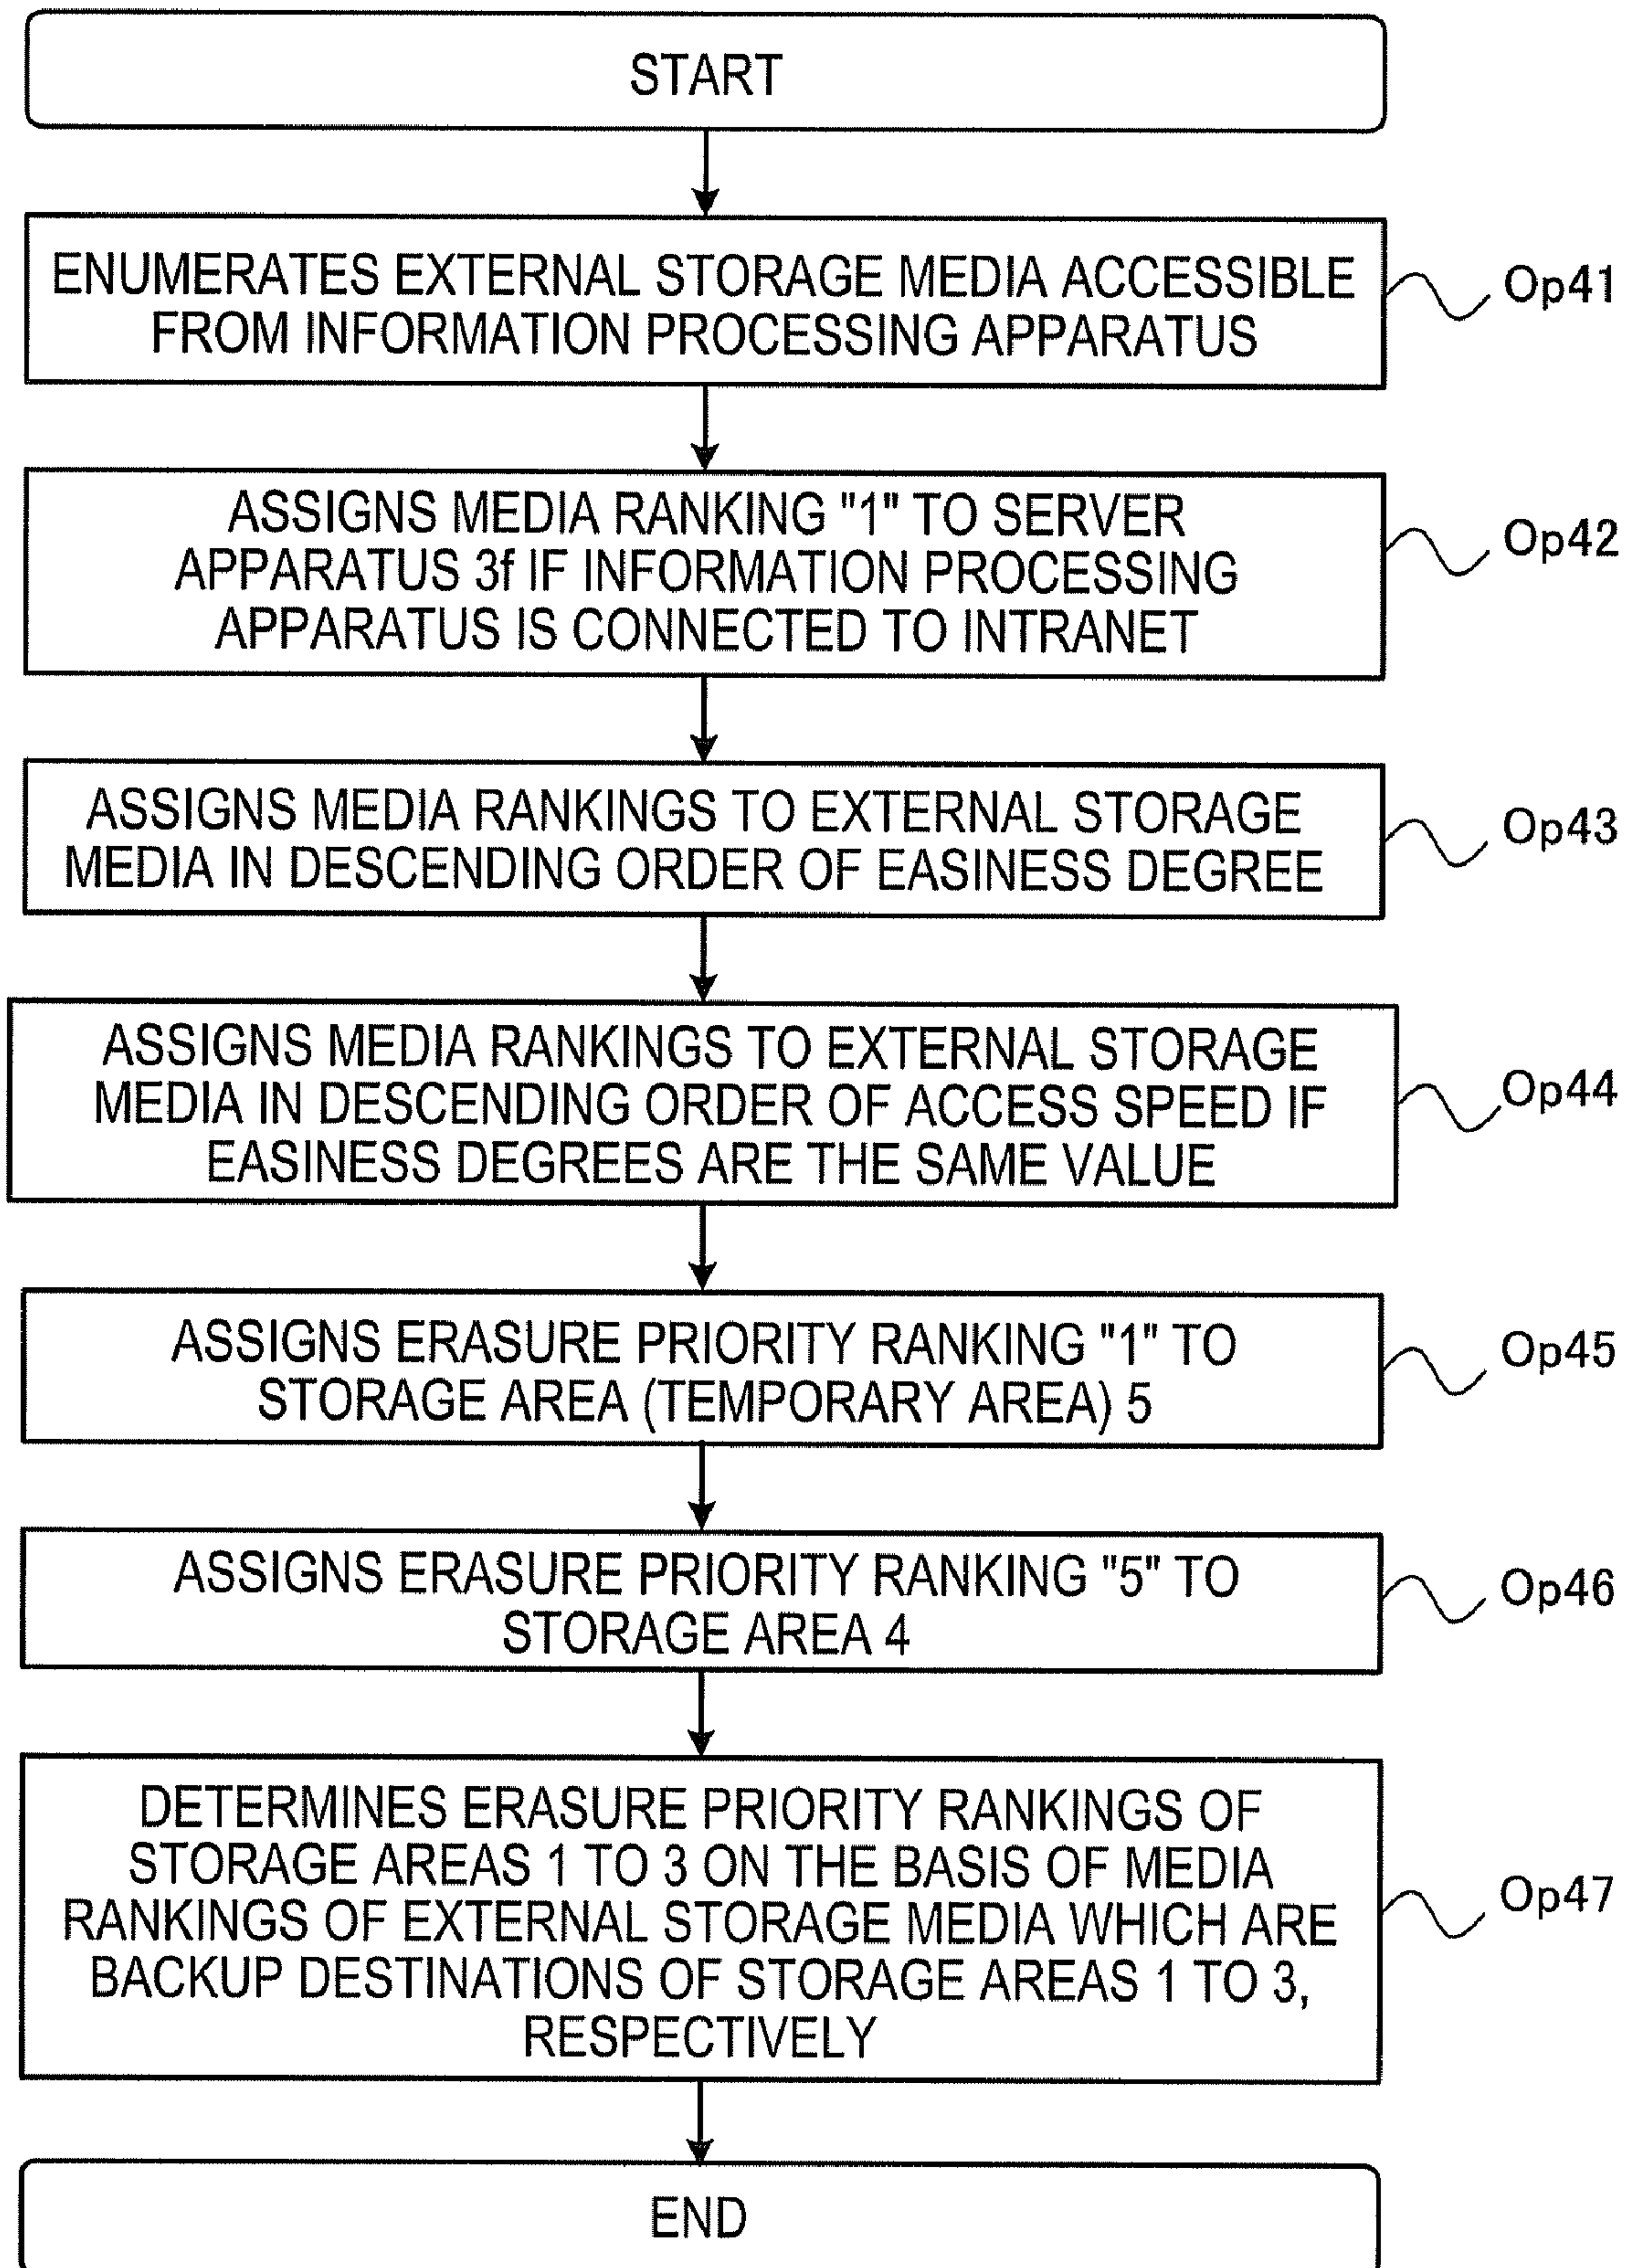 START
ENUMERATES EXTERNAL STORAGE MEDIA ACCESSIBLE
FROM INFORMATION PROCESSING APPARATUS
Op41
ASSIGNS MEDIA RANKING "1" TO SERVER
APPARATUS 3f IF INFORMATION PROCESSING
APPARATUS IS CONNECTED TO INTRANET
Op42
ASSIGNS MEDIA RANKINGS TO EXTERNAL STORAGE
MEDIA IN DESCENDING ORDER OF EASINESS DEGREE
Op43
ASSIGNS MEDIA RANKINGS TO EXTERNAL STORAGE
MEDIA IN DESCENDING ORDER OF ACCESS SPEED IF
EASINESS DEGREES ARE THE SAME VALUE
Op44
ASSIGNS ERASURE PRIORITY RANKING "1" TO
STORAGE AREA (TEMPORARY AREA) 5
Op45
ASSIGNS ERASURE PRIORITY RANKING "5" TO
STORAGE AREA 4
Op46
DETERMINES ERASURE PRIORITY RANKINGS OF
STORAGE AREAS 1 TO 3 ON THE BASIS OF MEDIA
RANKINGS OF EXTERNAL STORAGE MEDIA WHICH ARE
BACKUP DESTINATIONS OF STORAGE AREAS 1 TO 3,
RESPECTIVELY
Op47
END